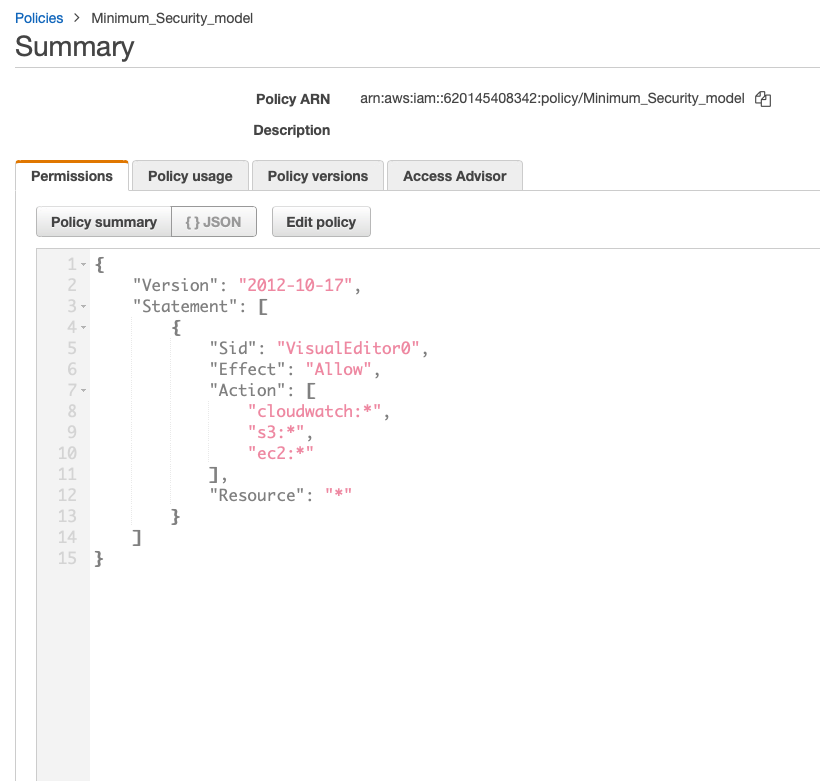 Policies > Minimum_Security_model
Summary
Policy ARN arn:aws:iam::620145408342:policy/Minimum_Security_model
Description
Permissions Policy usage Policy versions Access Advisor
Policy summary { } JSON Edit policy
1 {
2     "Version": "2012-10-17",
3     "Statement": [
4         {
5             "Sid": "VisualEditor0",
6             "Effect": "Allow",
7             "Action": [
8                 "cloudwatch:*",
9                 "s3:*",
10                 "ec2:*"
11             ],
12             "Resource": "*"
13         }
14     ]
15 }